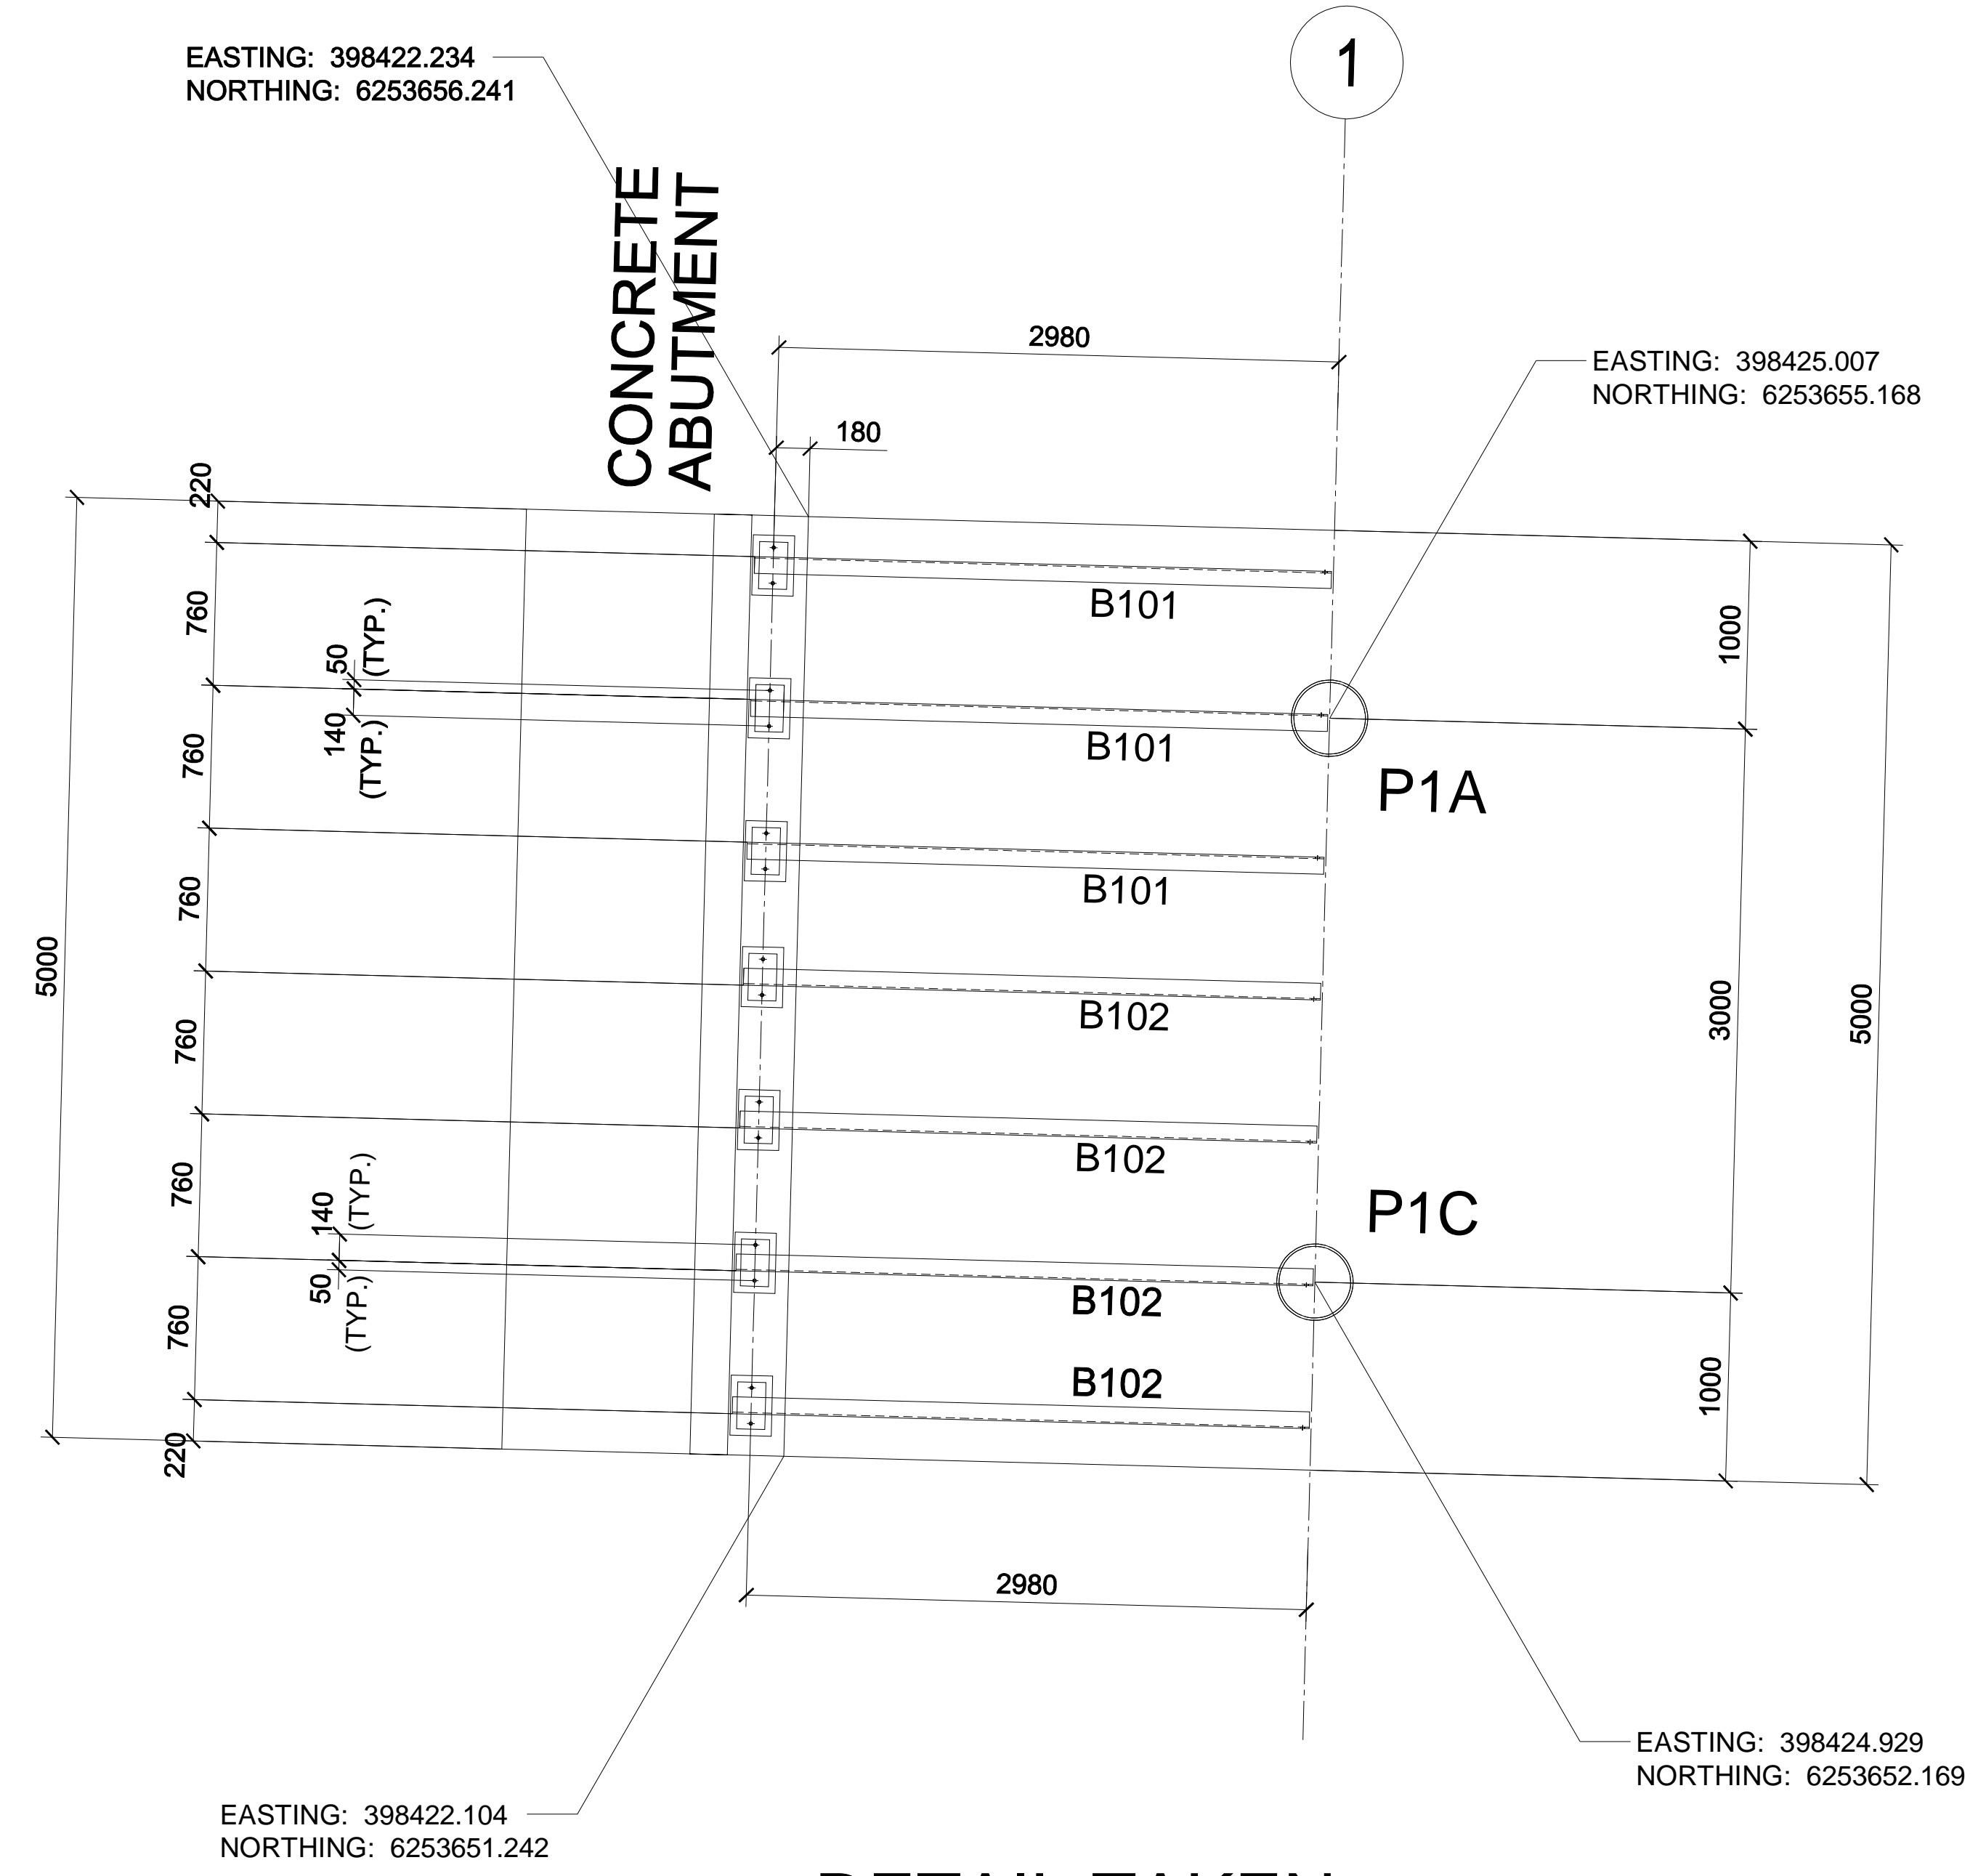 1
EASTING: 398422.234
NORTHING: 6253656.241
CONCRETE
ABUTMENT
2980
180
EASTING: 398425.007
NORTHING: 6253655.168
220
760
760
760
760
760
760
220
5000
50
(TYP.)
140
(TYP.)
140
(TYP.)
50
(TYP.)
B101
B101
B101
B102
B102
B102
B102
P1A
P1C
1000
3000
1000
5000
2980
EASTING: 398424.929
NORTHING: 6253652.169
EASTING: 398422.104
NORTHING: 6253651.242
DETAIL TAKEN